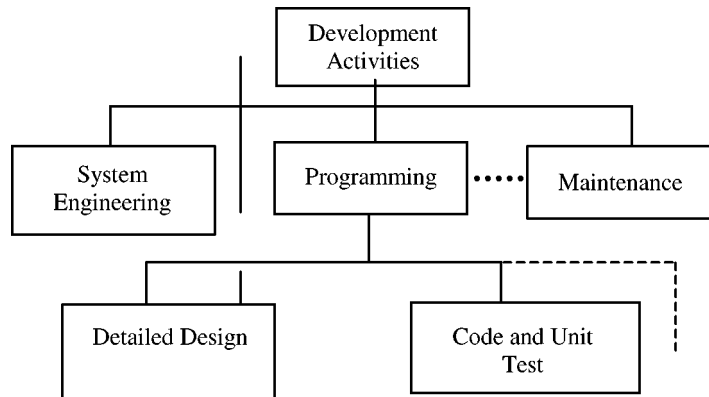 Development
Activities
System
Engineering
Programming
Maintenance
Detailed Design
Code and Unit
Test